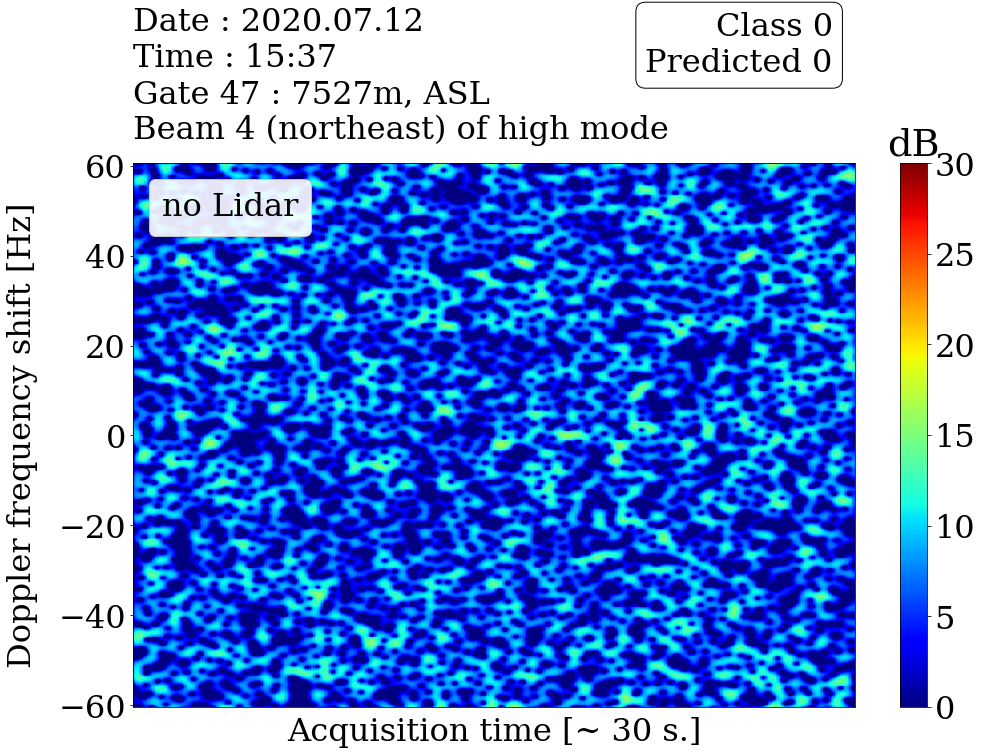 Date : 2020.07.12
Time : 15:37
Gate 47 : 7527m, ASL
Beam 4 (northeast) of high mode
Class 0
Predicted 0
dB
no Lidar
60
40
20
0
−20
−40
−60
Doppler frequency shift [Hz]
Acquisition time [~ 30 s.]
30
25
20
15
10
5
0